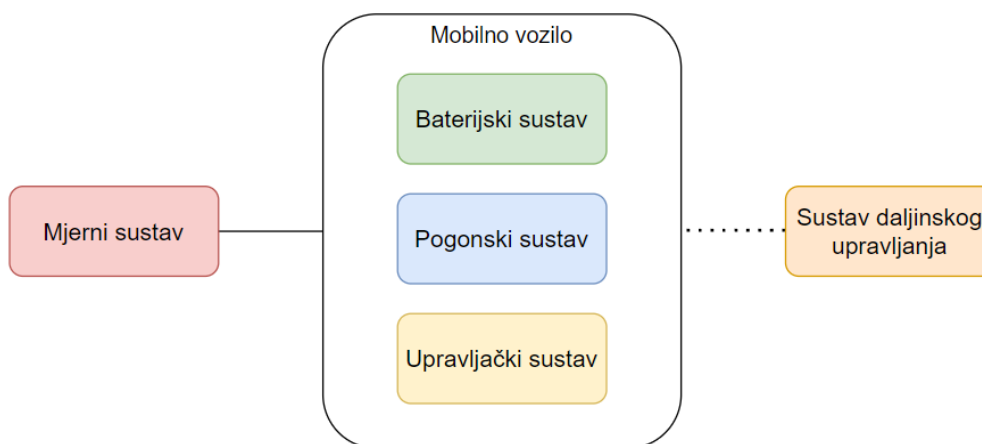 Mobilno vozilo
Baterijski sustav
Mjerni sustav
Pogonski sustav
Sustav daljinskog
upravljanja
Upravljački sustav